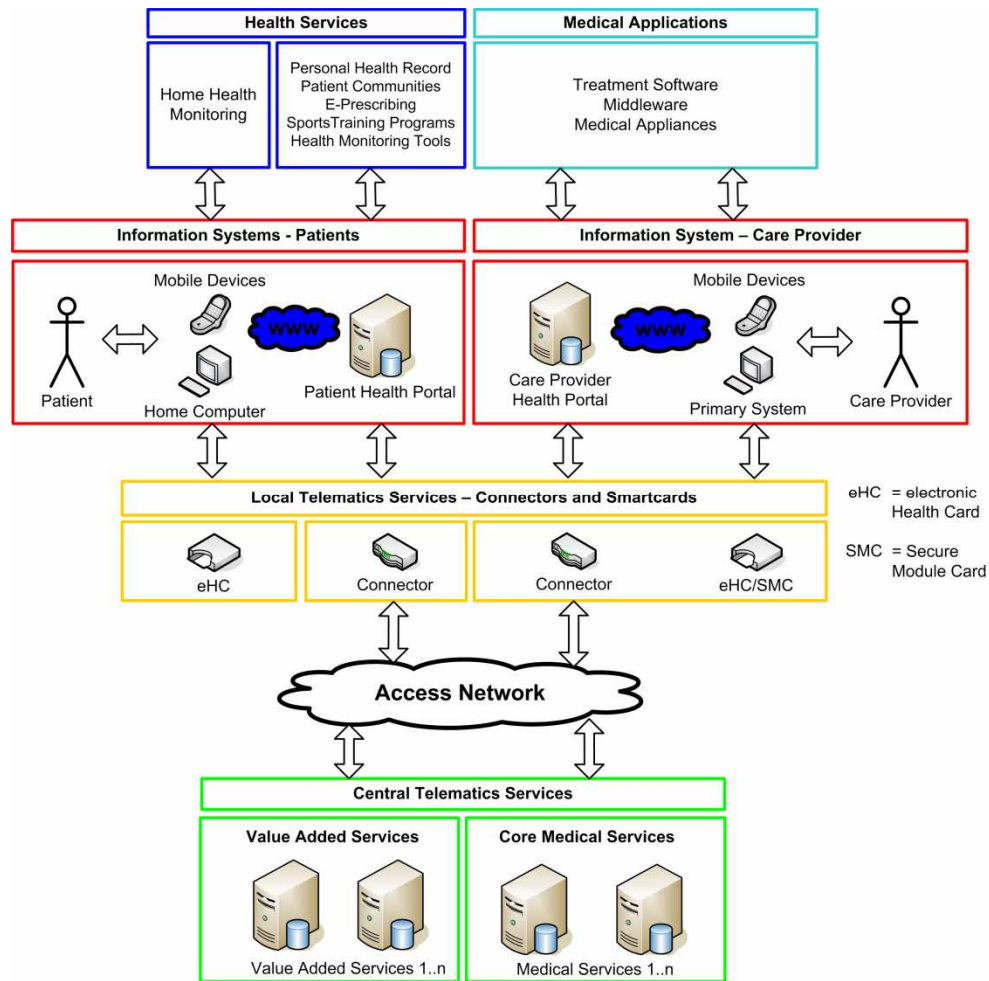 Health Services
Medical Applications
Home Health
Monitoring
Personal Health Record
Patient Communities
E-Prescribing
SportsTraining Programs
Health Monitoring Tools
Treatment Software
Middleware
Medical Appliances
Information Systems - Patients
Information System – Care Provider
Mobile Devices
WWW
Patient
Home Computer
Patient Health Portal
Mobile Devices
WWW
Care Provider
Health Portal
Primary System
Care Provider
Local Telematics Services – Connectors and Smartcards
eHC = electronic
Health Card
SMC = Secure
Module Card
eHC
Connector
Connector
eHC/SMC
Access Network
Central Telematics Services
Value Added Services
Core Medical Services
Value Added Services 1..n
Medical Services 1..n